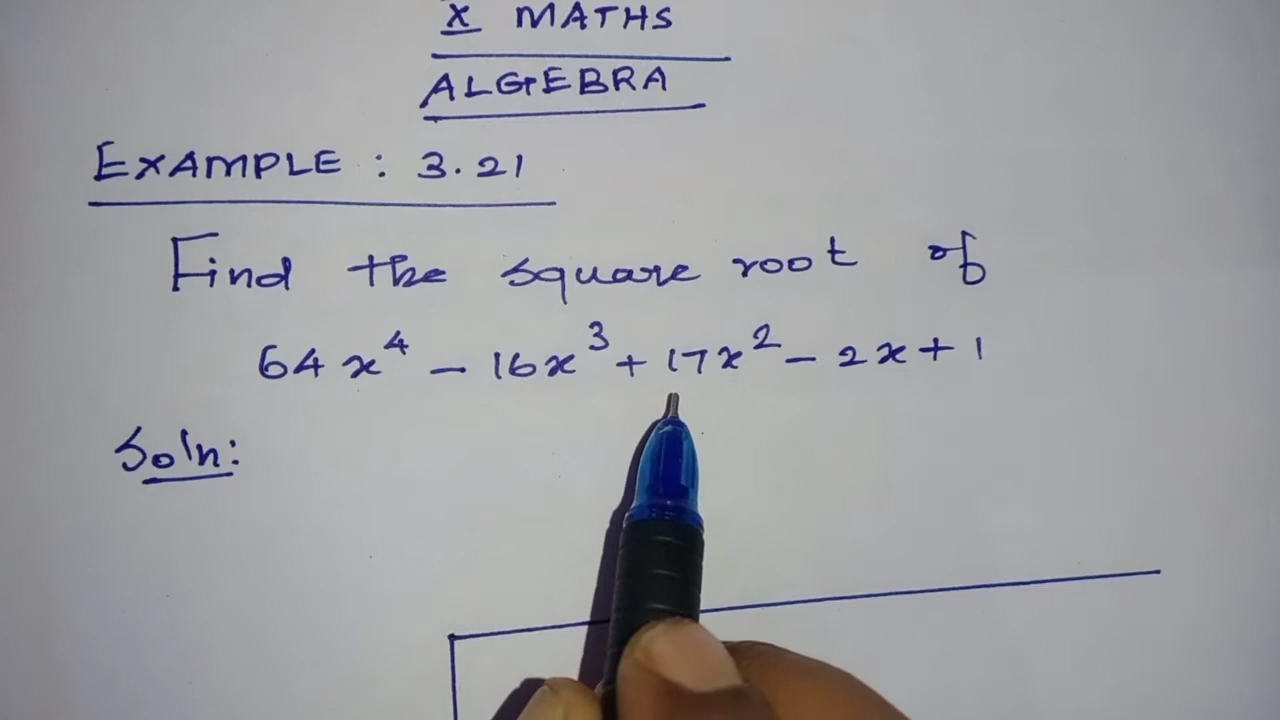 X MATHS
ALGEBRA
EXAMPLE : 3.21
Find the square root of
64x⁴ - 16x³ + 17x² - 2x + 1
Soln: